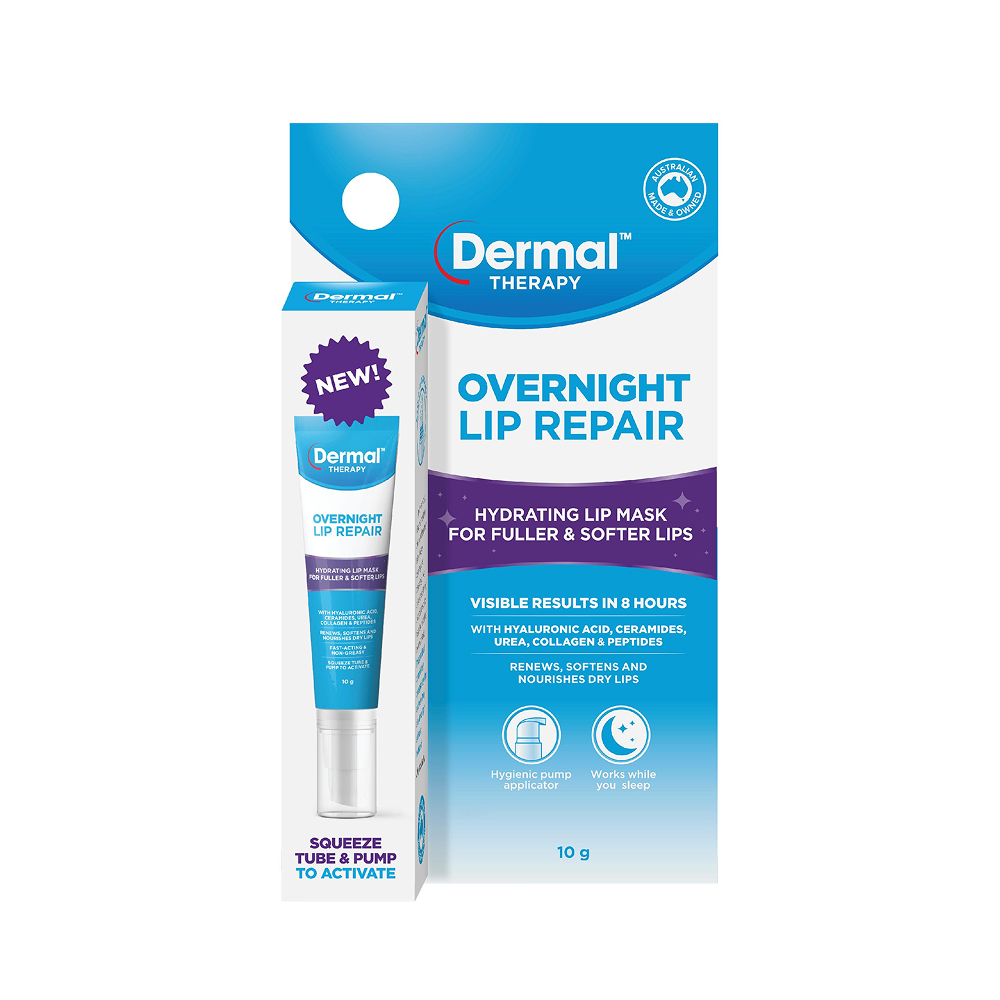 AUSTRALIAN
MADE & OWNED
Dermal™
THERAPY
OVERNIGHT
LIP REPAIR
HYDRATING LIP MASK
FOR FULLER & SOFTER LIPS
VISIBLE RESULTS IN 8 HOURS
WITH HYALURONIC ACID, CERAMIDES,
UREA, COLLAGEN & PEPTIDES
RENEWS, SOFTENS AND
NOURISHES DRY LIPS
Hygienic pump
applicator
Works while
you sleep
10 g
Dermal™
THERAPY
NEW!
Dermal™
THERAPY
OVERNIGHT
LIP REPAIR
HYDRATING LIP MASK
FOR FULLER & SOFTER LIPS
WITH HYALURONIC ACID,
CERAMIDES, UREA,
COLLAGEN & PEPTIDES
RENEWS, SOFTENS AND
NOURISHES DRY LIPS
FAST-ACTING &
NON-GREASY
SQUEEZE TUBE &
PUMP TO ACTIVATE
10 g
SQUEEZE
TUBE & PUMP
TO ACTIVATE
Dermal